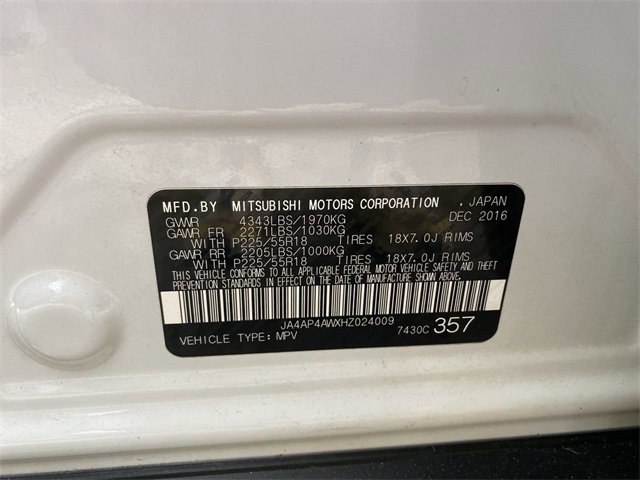 MFD.BY MITSUBISHI MOTORS CORPORATION , JAPAN
GVWR 4343LBS/1970KG DEC 2016
GAWR FR 2271LBS/1030KG
WITH P225/55R18 TIRES 18X7.0J RIMS
GAWR RR 2205LBS/1000KG
WITH P225/55R18 TIRES 18X7.0J RIMS
THIS VEHICLE CONFORMS TO ALL APPLICABLE FEDERAL MOTOR VEHICLE SAFETY AND THEFT
PREVENTION STANDARDS IN EFFECT ON THE DATE OF MANUFACTURE SHOWN ABOVE.
JA4AP4AWXHZ024009
VEHICLE TYPE: MPV 7430C 357